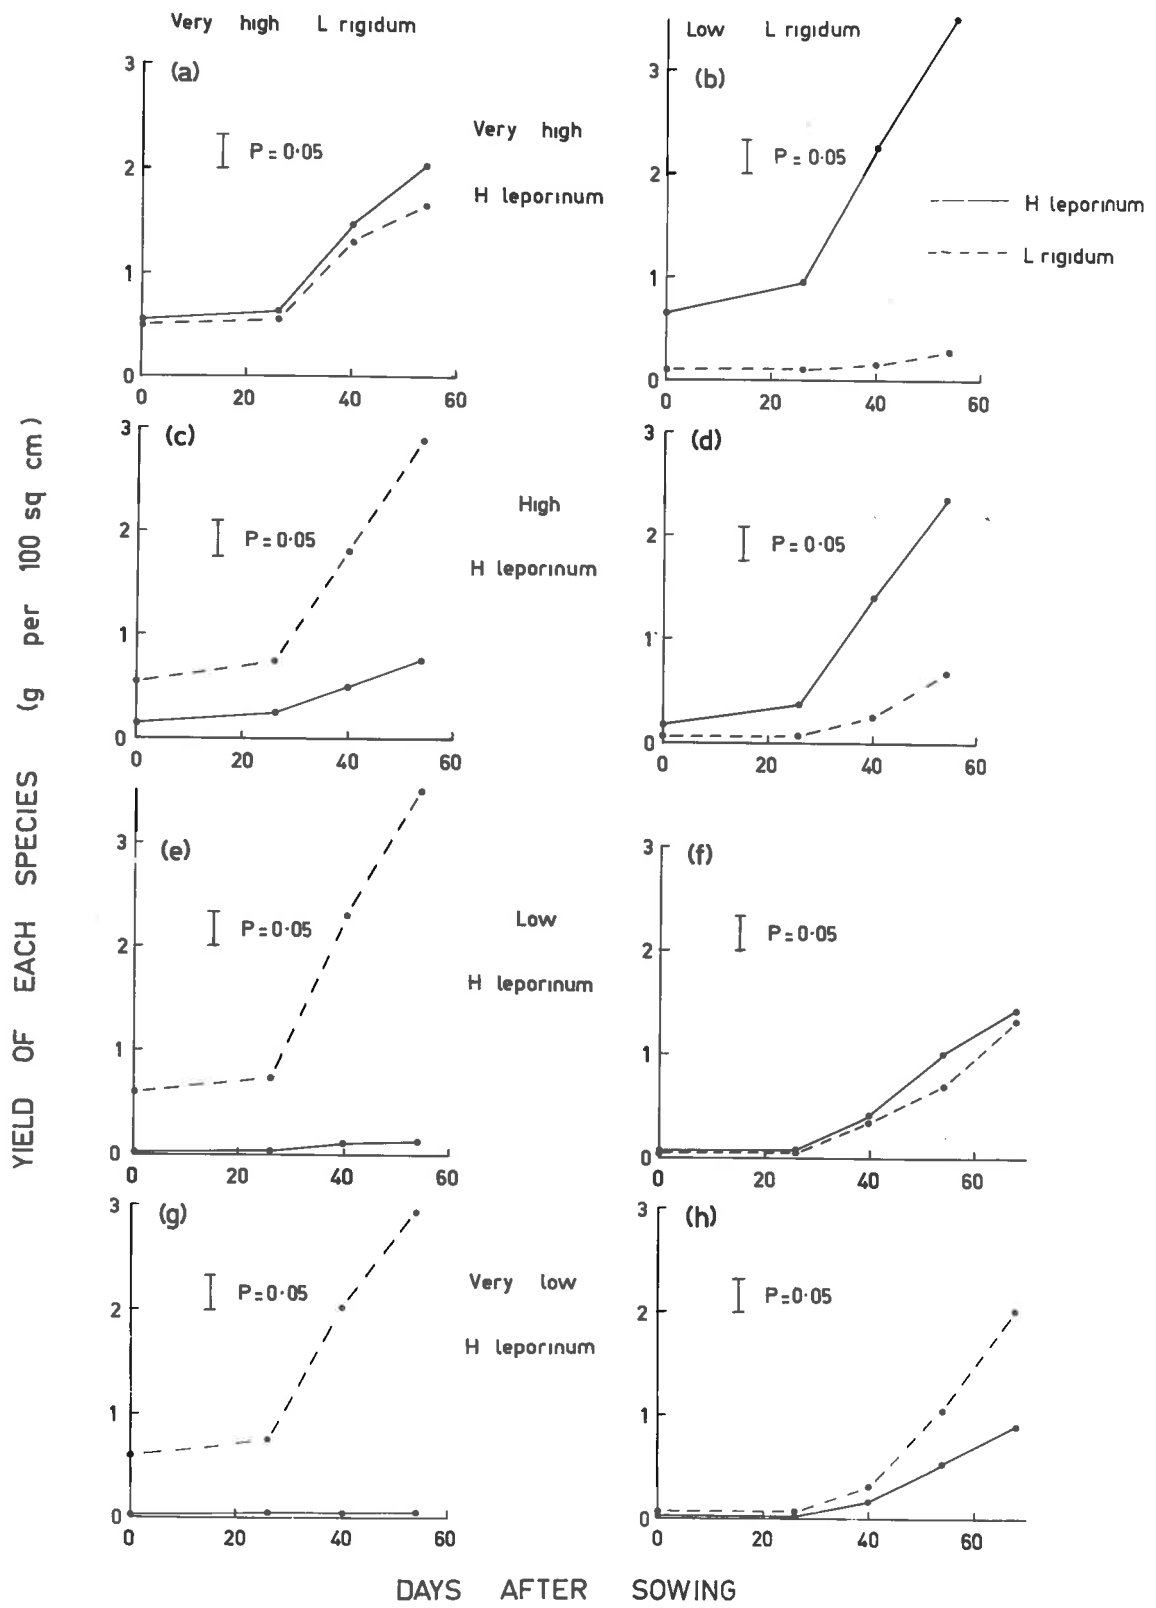 Very high L rigidum
Low L rigidum
(a)
3
2
1
0
P = 0·05
0 20 40 60
Very high
H leporinum
(b)
3
2
1
0
P = 0·05
0 20 40 60
H leporinum
L rigidum
(c)
3
2
1
0
P = 0·05
0 20 40 60
High
H leporinum
(d)
3
2
1
0
P = 0·05
0 20 40 60
(e)
3
2
1
0
P = 0·05
0 20 40 60
Low
H leporinum
(f)
3
2
1
0
P = 0·05
20 40 60
(g)
3
2
1
0
P = 0·05
0 20 40 60
Very low
H leporinum
(h)
3
2
1
0
P = 0·05
0 20 40 60
YIELD OF EACH SPECIES (g per 100 sq cm)
DAYS AFTER SOWING